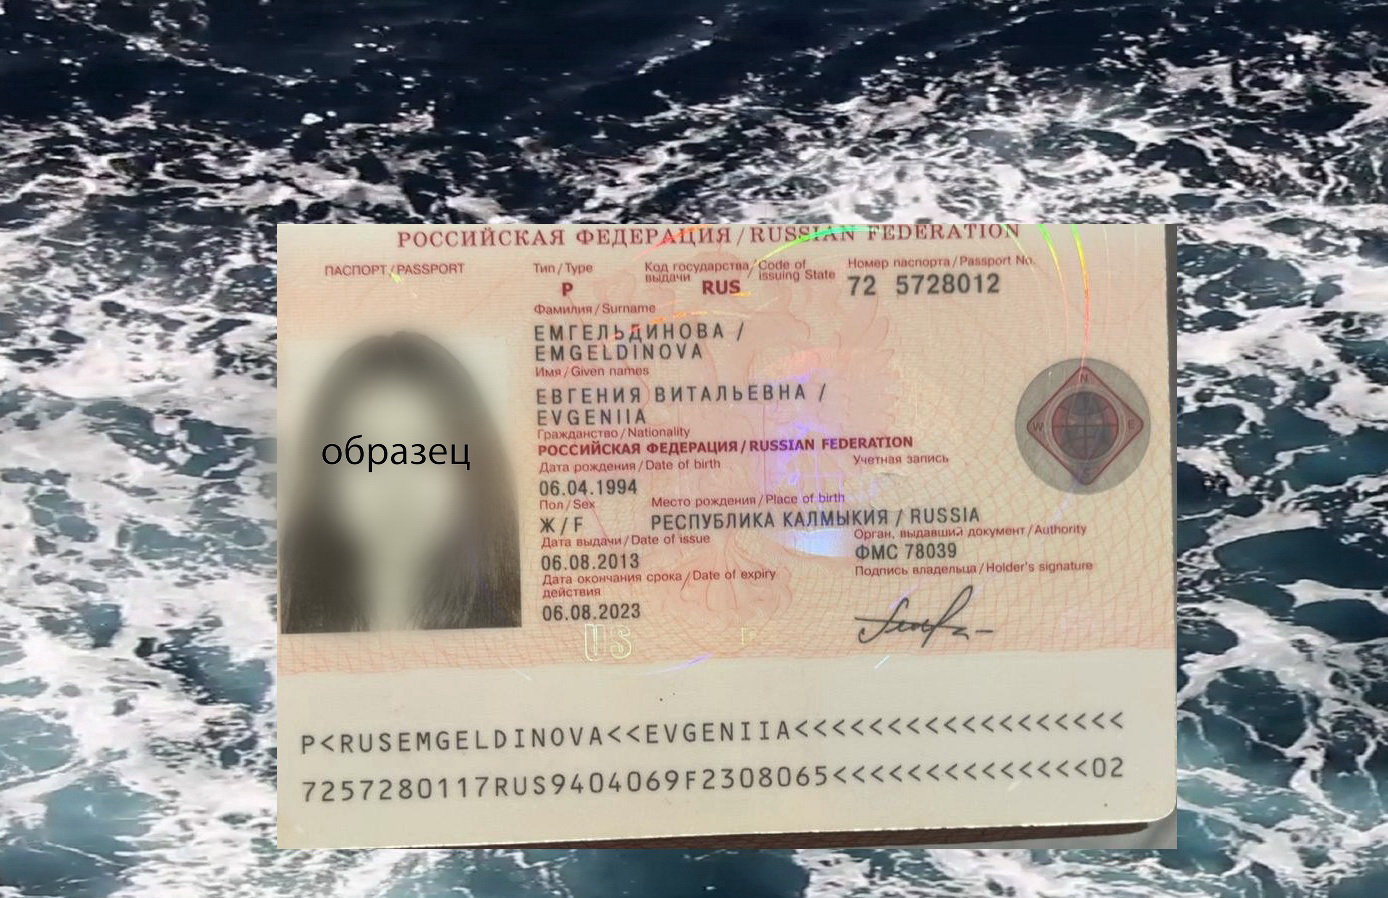 РОССИЙСКАЯ ФЕДЕРАЦИЯ / RUSSIAN FEDERATION
ПАСПОРТ / PASSPORT
Тип / Type
P
Код государства / Code of
выдачи issuing State
RUS
Номер паспорта / Passport No.
72 5728012
Фамилия / Surname
ЕМГЕЛЬДИНОВА /
EMGELDINOVA
Имя / Given names
ЕВГЕНИЯ ВИТАЛЬЕВНА /
EVGENIIA
Гражданство / Nationality
РОССИЙСКАЯ ФЕДЕРАЦИЯ / RUSSIAN FEDERATION
Дата рождения / Date of birth
Учетная запись
06.04.1994
Пол / Sex
Место рождения / Place of birth
Ж / F
РЕСПУБЛИКА КАЛМЫКИЯ / RUSSIA
Дата выдачи / Date of issue
Орган, выдавший документ / Authority
06.08.2013
ФМС 78039
Дата окончания срока / Date of expiry
действия
Подпись владельца / Holder's signature
06.08.2023
образец
N
W
E
US
P<RUSEMGELDINOVA<<EVGENIIA<<<<<<<<<<<<<<<<<<
7257280117RUS9404069F2308065<<<<<<<<<<<<<<02